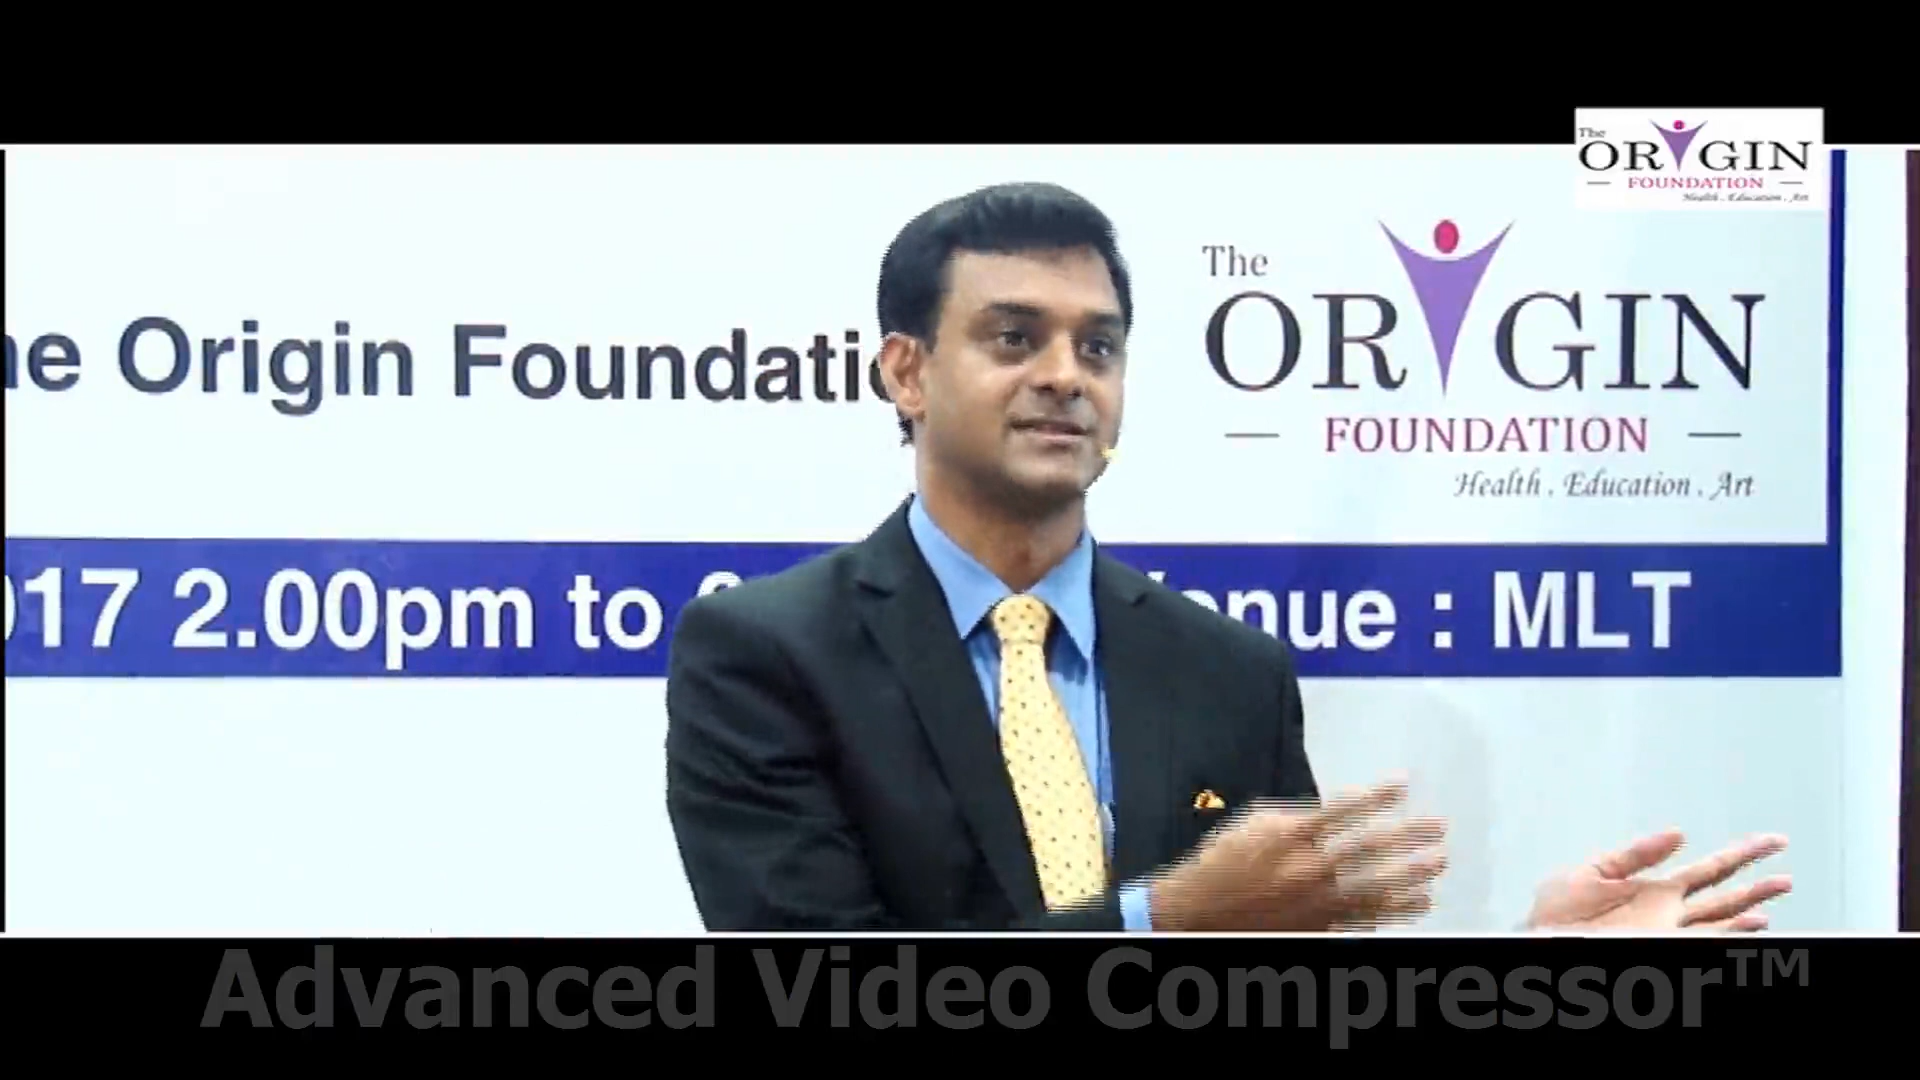 The
ORIGIN
FOUNDATION
Health . Education . Art
The
ORIGIN
FOUNDATION
Health . Education . Art
he Origin Foundatio
017 2.00pm to
enue : MLT
Advanced Video Compressor™